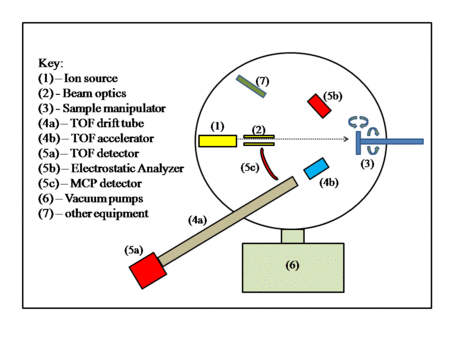 Key:
(1) – Ion source
(2) - Beam optics
(3) - Sample manipulator
(4a) – TOF drift tube
(4b) – TOF accelerator
(5a) – TOF detector
(5b) – Electrostatic Analyzer
(5c) – MCP detector
(6) – Vacuum pumps
(7) – other equipment
(7)
(5b)
(1)
(2)
(3)
(5c)
(4b)
(4a)
(5a)
(6)